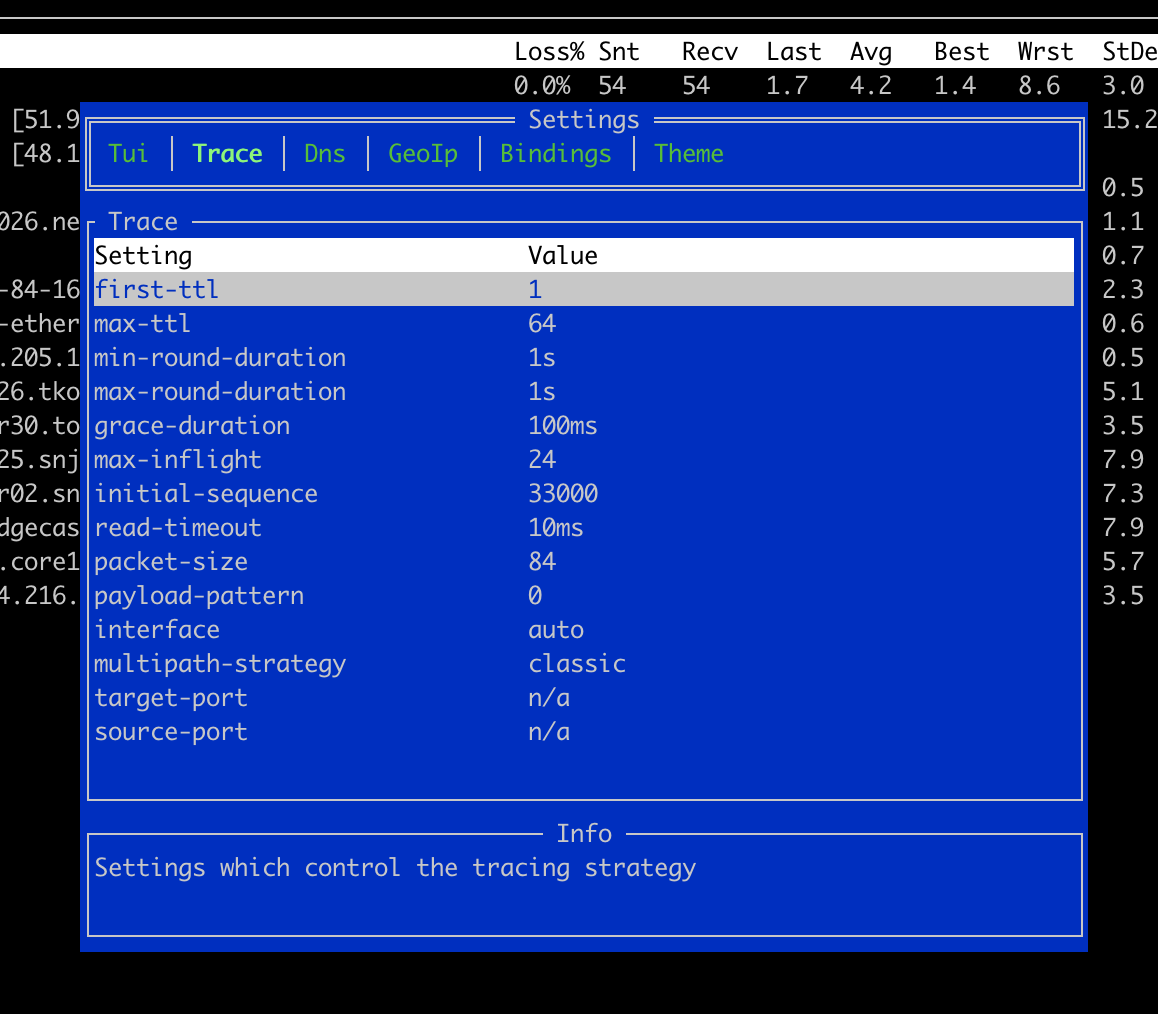 Loss% Snt Recv Last Avg Best Wrst StDe
0.0% 54 54 1.7 4.2 1.4 8.6 3.0
[51.9 Settings 15.2
[48.1 Tui Trace Dns GeoIp Bindings Theme
0.5
026.ne Trace 1.1
Setting Value 0.7
-84-16 first-ttl 1 2.3
-ether max-ttl 64 0.6
.205.1 min-round-duration 1s 0.5
26.tko max-round-duration 1s 5.1
r30.to grace-duration 100ms 3.5
25.snj max-inflight 24 7.9
r02.sn initial-sequence 33000 7.3
dgecas read-timeout 10ms 7.9
.core1 packet-size 84 5.7
4.216. payload-pattern 0 3.5
interface auto
multipath-strategy classic
target-port n/a
source-port n/a
Info
Settings which control the tracing strategy